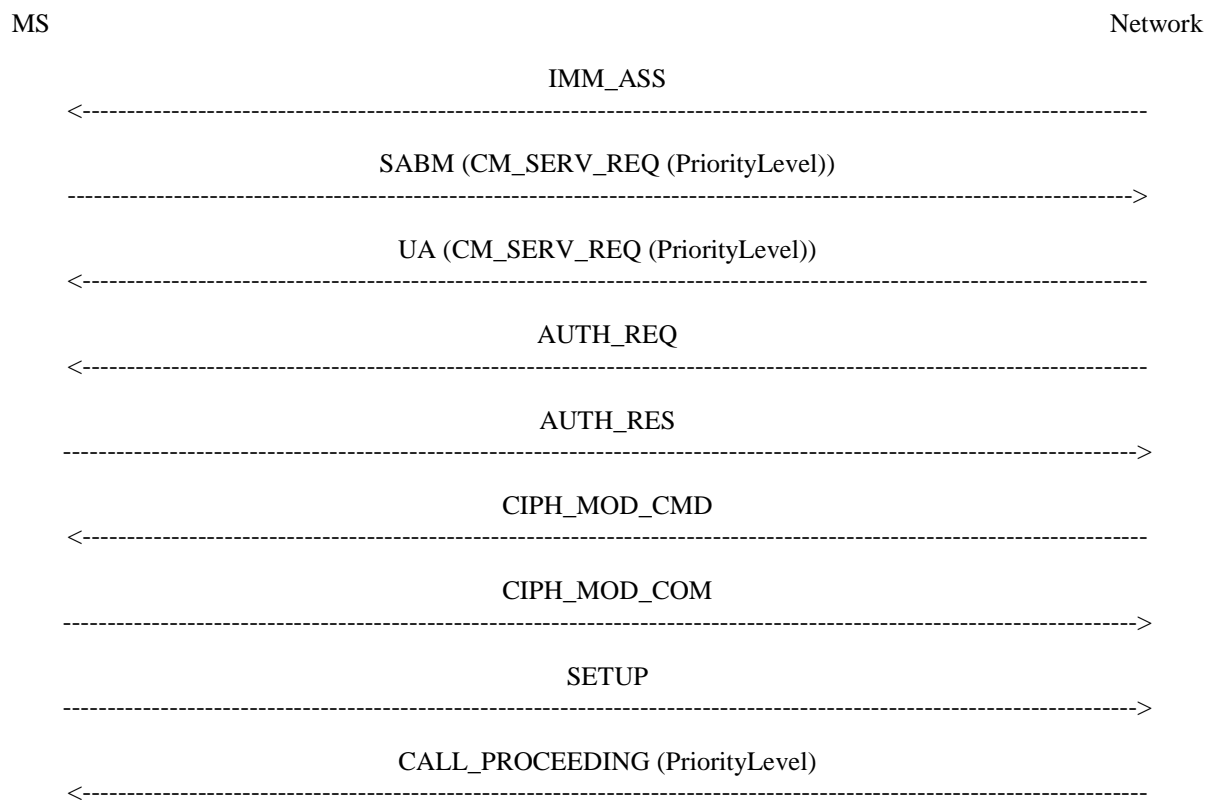 MS Network
IMM_ASS
<------------------------------------------------------------------------------------------------------------------------
SABM (CM_SERV_REQ (PriorityLevel))
------------------------------------------------------------------------------------------------------------------------>
UA (CM_SERV_REQ (PriorityLevel))
<------------------------------------------------------------------------------------------------------------------------
AUTH_REQ
<------------------------------------------------------------------------------------------------------------------------
AUTH_RES
------------------------------------------------------------------------------------------------------------------------->
CIPH_MOD_CMD
<------------------------------------------------------------------------------------------------------------------------
CIPH_MOD_COM
------------------------------------------------------------------------------------------------------------------------->
SETUP
------------------------------------------------------------------------------------------------------------------------->
CALL_PROCEEDING (PriorityLevel)
<------------------------------------------------------------------------------------------------------------------------